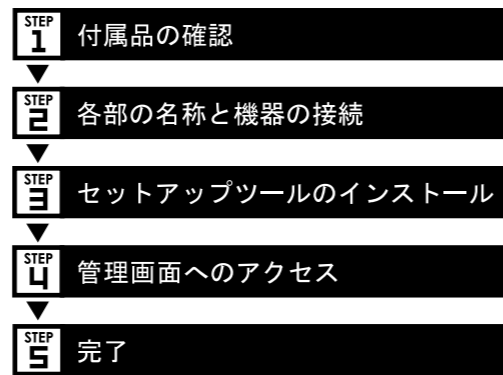 STEP
1
付属品の確認
STEP
2
各部の名称と機器の接続
STEP
3
セットアップツールのインストール
STEP
4
管理画面へのアクセス
STEP
5
完了